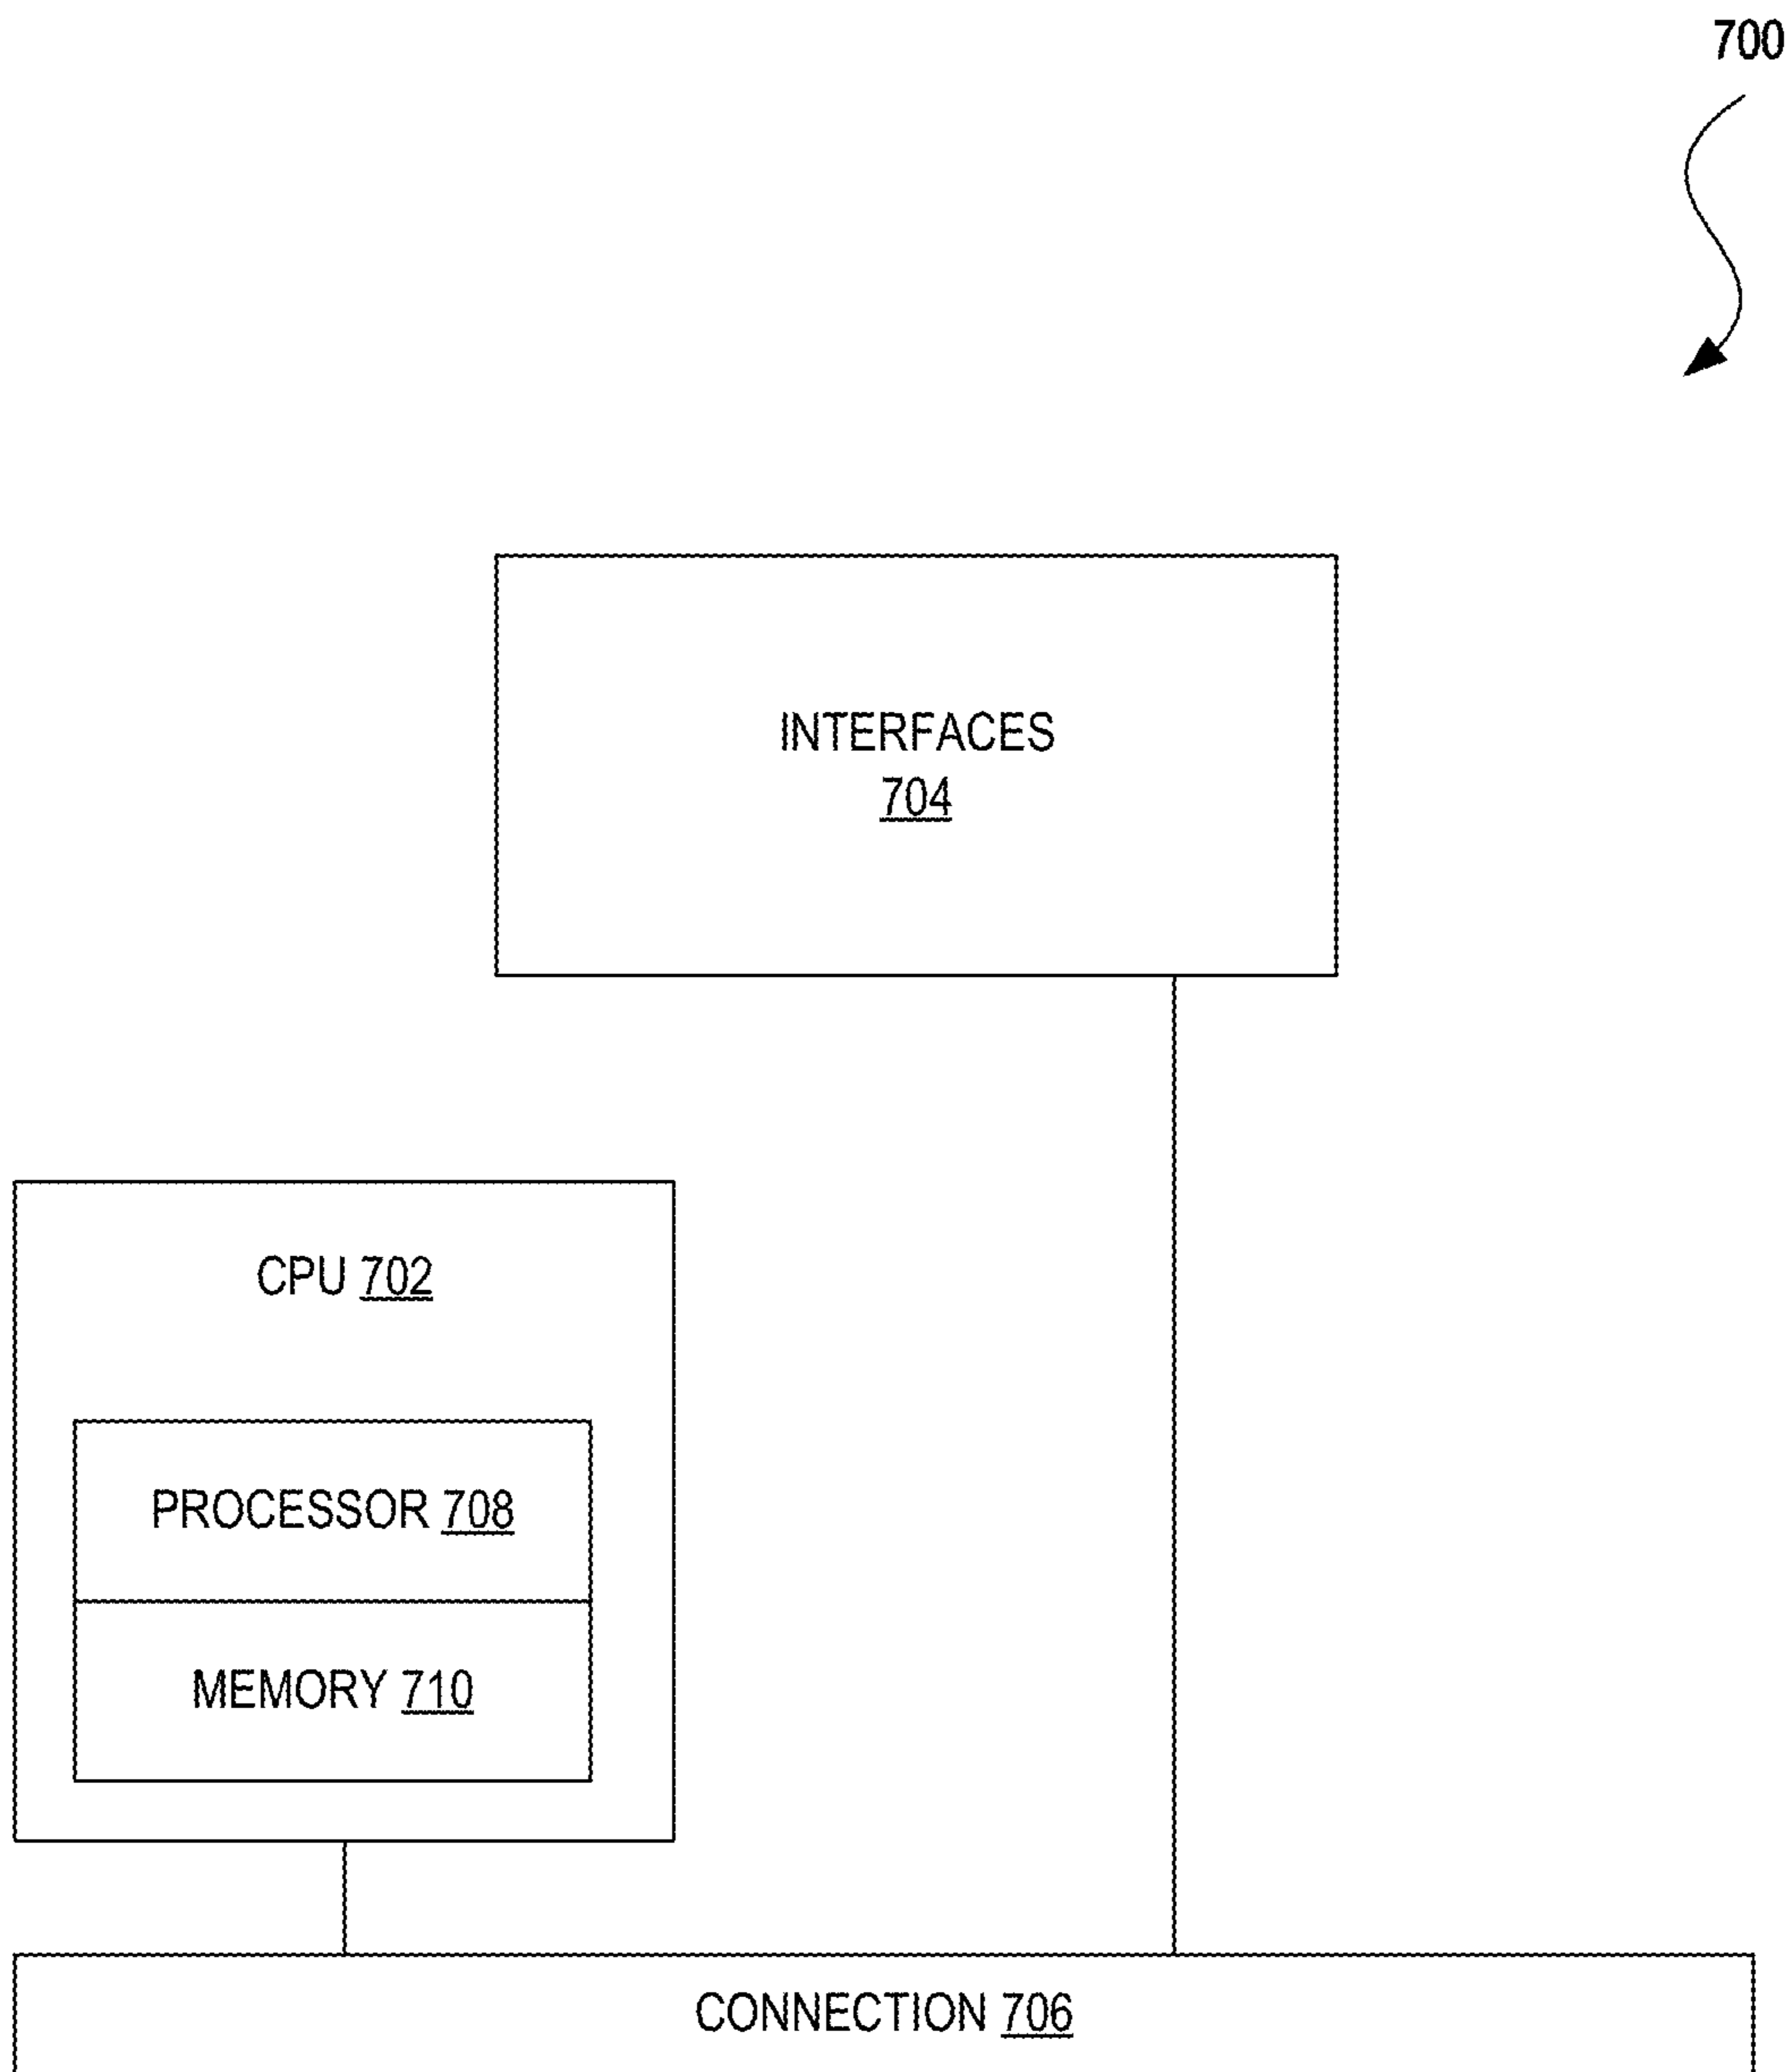 700
INTERFACES
704
CPU 702
PROCESSOR 708
MEMORY 710
CONNECTION 706